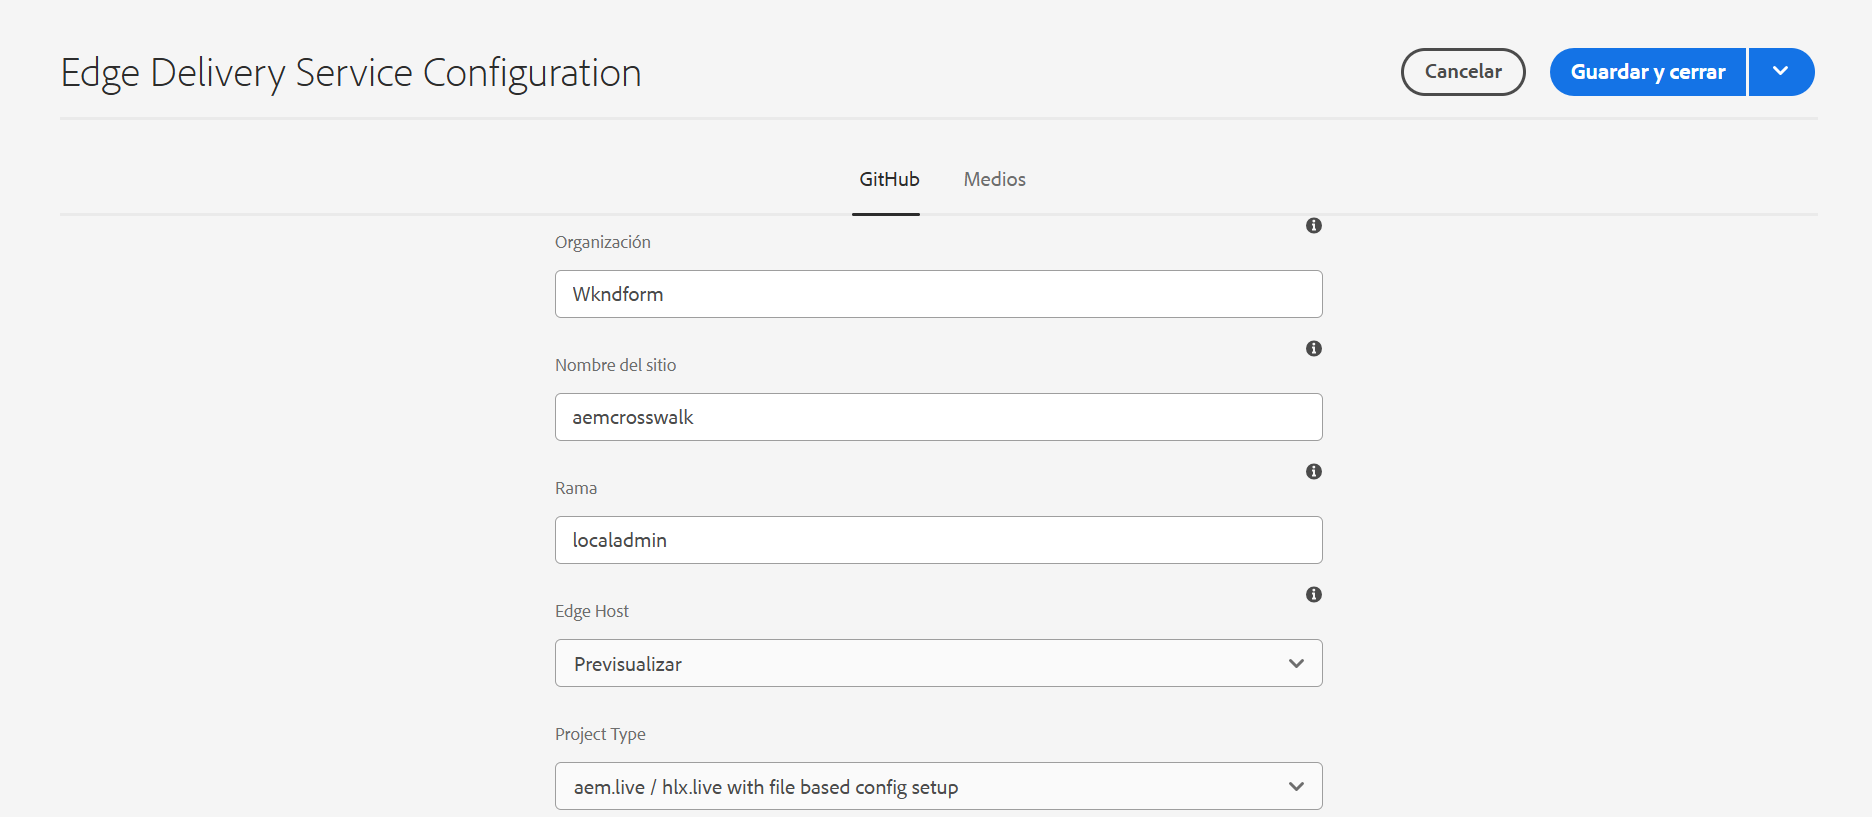 Edge Delivery Service Configuration
Cancelar
Guardar y cerrar
GitHub
Medios
Organización
Wkndform
Nombre del sitio
aemcrosswalk
Rama
localadmin
Edge Host
Previsualizar
Project Type
aem.live / hlx.live with file based config setup